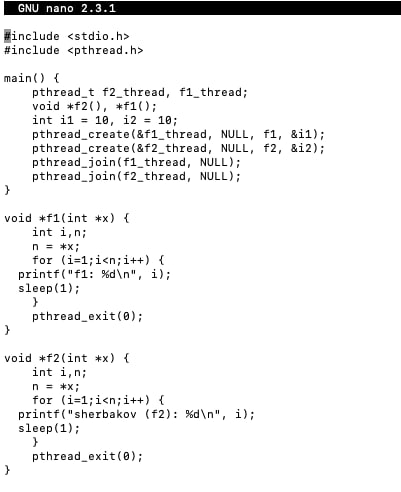 GNU nano 2.3.1
#include <stdio.h>
#include <pthread.h>
main() {
pthread_t f2_thread, f1_thread;
void *f2(), *f1();
int i1 = 10, i2 = 10;
pthread_create(&f1_thread, NULL, f1, &i1);
pthread_create(&f2_thread, NULL, f2, &i2);
pthread_join(f1_thread, NULL);
pthread_join(f2_thread, NULL);
}
void *f1(int *x) {
int i,n;
n = *x;
for (i=1;i<n;i++) {
printf("f1: %d\n", i);
sleep(1);
}
pthread_exit(0);
}
void *f2(int *x) {
int i,n;
n = *x;
for (i=1;i<n;i++) {
printf("sherbakov (f2): %d\n", i);
sleep(1);
}
pthread_exit(0);
}